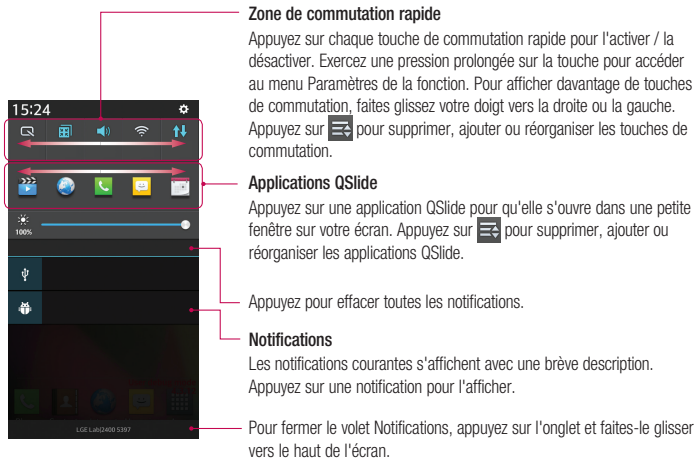 Zone de commutation rapide
Appuyez sur chaque touche de commutation rapide pour l'activer / la
désactiver. Exercez une pression prolongée sur la touche pour accéder
au menu Paramètres de la fonction. Pour afficher davantage de touches
de commutation, faites glissez votre doigt vers la droite ou la gauche.
Appuyez sur pour supprimer, ajouter ou réorganiser les touches de
commutation.
Applications QSlide
Appuyez sur une application QSlide pour qu'elle s'ouvre dans une petite
fenêtre sur votre écran. Appuyez sur pour supprimer, ajouter ou
réorganiser les applications QSlide.
Appuyez pour effacer toutes les notifications.
Notifications
Les notifications courantes s'affichent avec une brève description.
Appuyez sur une notification pour l'afficher.
Pour fermer le volet Notifications, appuyez sur l'onglet et faites-le glisser
vers le haut de l'écran.
15:24
100%
LGE Lab|2400 5397